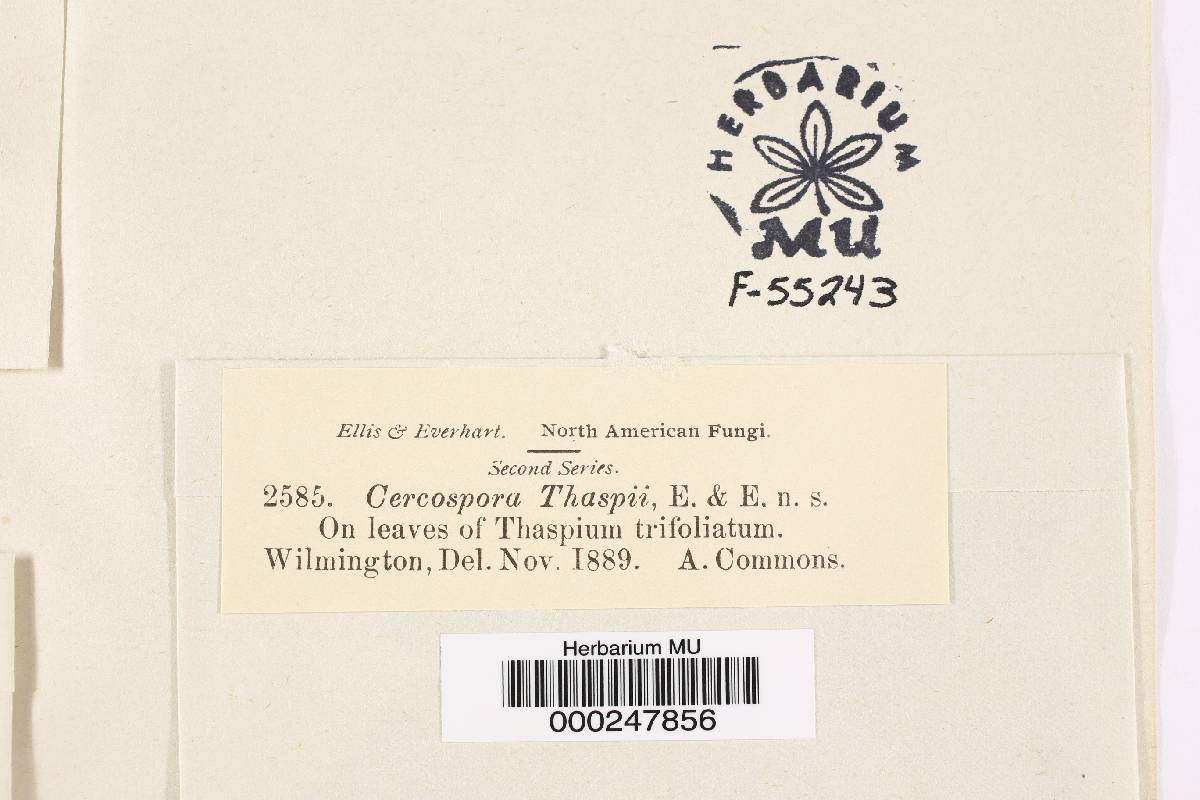 HERBARIUM
MU
F-55243
Ellis & Everhart. North American Fungi.
Second Series.
2585. Cercospora Thaspii, E. & E. n. s.
On leaves of Thaspium trifoliatum.
Wilmington, Del. Nov. 1889. A. Commons.
Herbarium MU
000247856